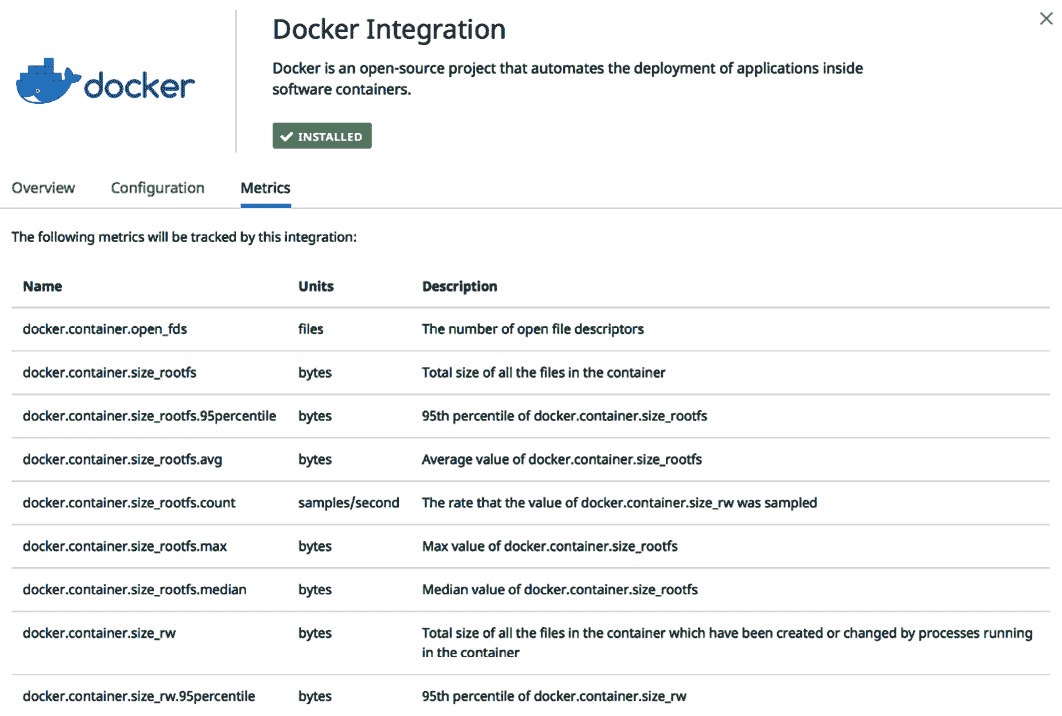 docker
Docker Integration
Docker is an open-source project that automates the deployment of applications inside
software containers.
INSTALLED
Overview Configuration Metrics
The following metrics will be tracked by this integration:
Name Units Description
docker.container.open_fds files The number of open file descriptors
docker.container.size_rootfs bytes Total size of all the files in the container
docker.container.size_rootfs.95percentile bytes 95th percentile of docker.container.size_rootfs
docker.container.size_rootfs.avg bytes Average value of docker.container.size_rootfs
docker.container.size_rootfs.count samples/second The rate that the value of docker.container.size_rw was sampled
docker.container.size_rootfs.max bytes Max value of docker.container.size_rootfs
docker.container.size_rootfs.median bytes Median value of docker.container.size_rootfs
docker.container.size_rw bytes Total size of all the files in the container which have been created or changed by processes running
in the container
docker.container.size_rw.95percentile bytes 95th percentile of docker.container.size_rw